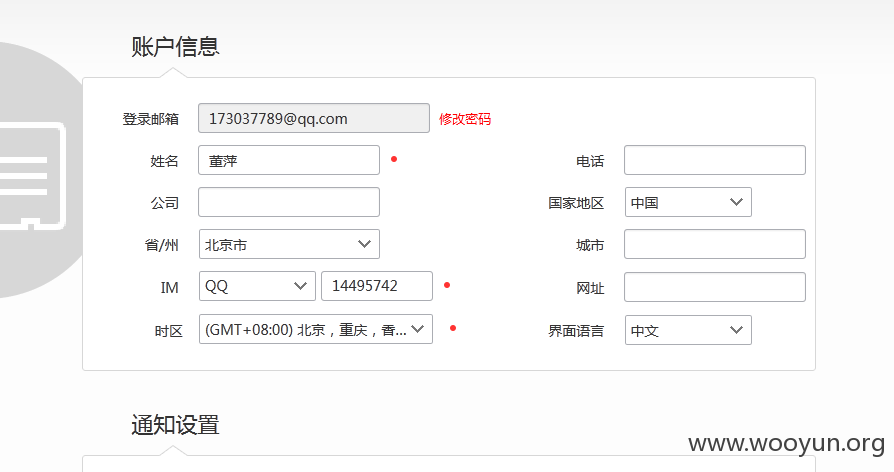 账户信息
登录邮箱 173037789@qq.com 修改密码
姓名 董萍 电话
公司 国家地区 中国
省/州 北京市 城市
IM QQ 14495742 网址
时区 (GMT+08:00) 北京，重庆，香... 界面语言 中文
通知设置
www.wooyun.org